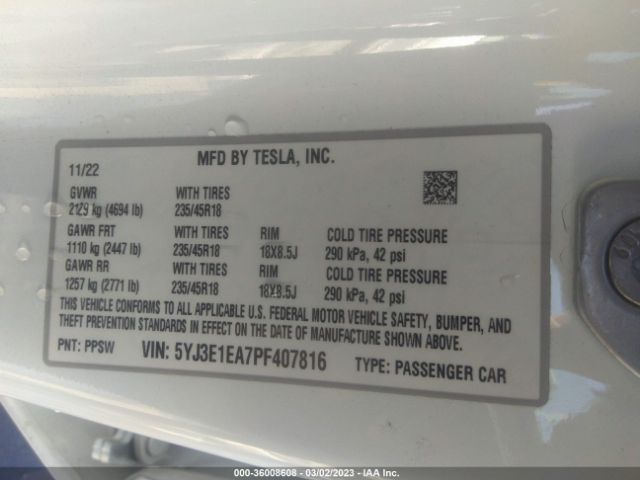 MFD BY TESLA, INC.
11/22
GVWR WITH TIRES
2129 kg (4694 lb) 235/45R18
GAWR FRT WITH TIRES RIM COLD TIRE PRESSURE
1110 kg (2447 lb) 235/45R18 18X8.5J 290 kPa, 42 psi
GAWR RR WITH TIRES RIM COLD TIRE PRESSURE
1257 kg (2771 lb) 235/45R18 18X8.5J 290 kPa, 42 psi
THIS VEHICLE CONFORMS TO ALL APPLICABLE U.S. FEDERAL MOTOR VEHICLE SAFETY, BUMPER, AND
THEFT PREVENTION STANDARDS IN EFFECT ON THE DATE OF MANUFACTURE SHOWN ABOVE.
PNT: PPSW VIN: 5YJ3E1EA7PF407816 TYPE: PASSENGER CAR
000-36008608 - 03/02/2023 - IAA Inc.